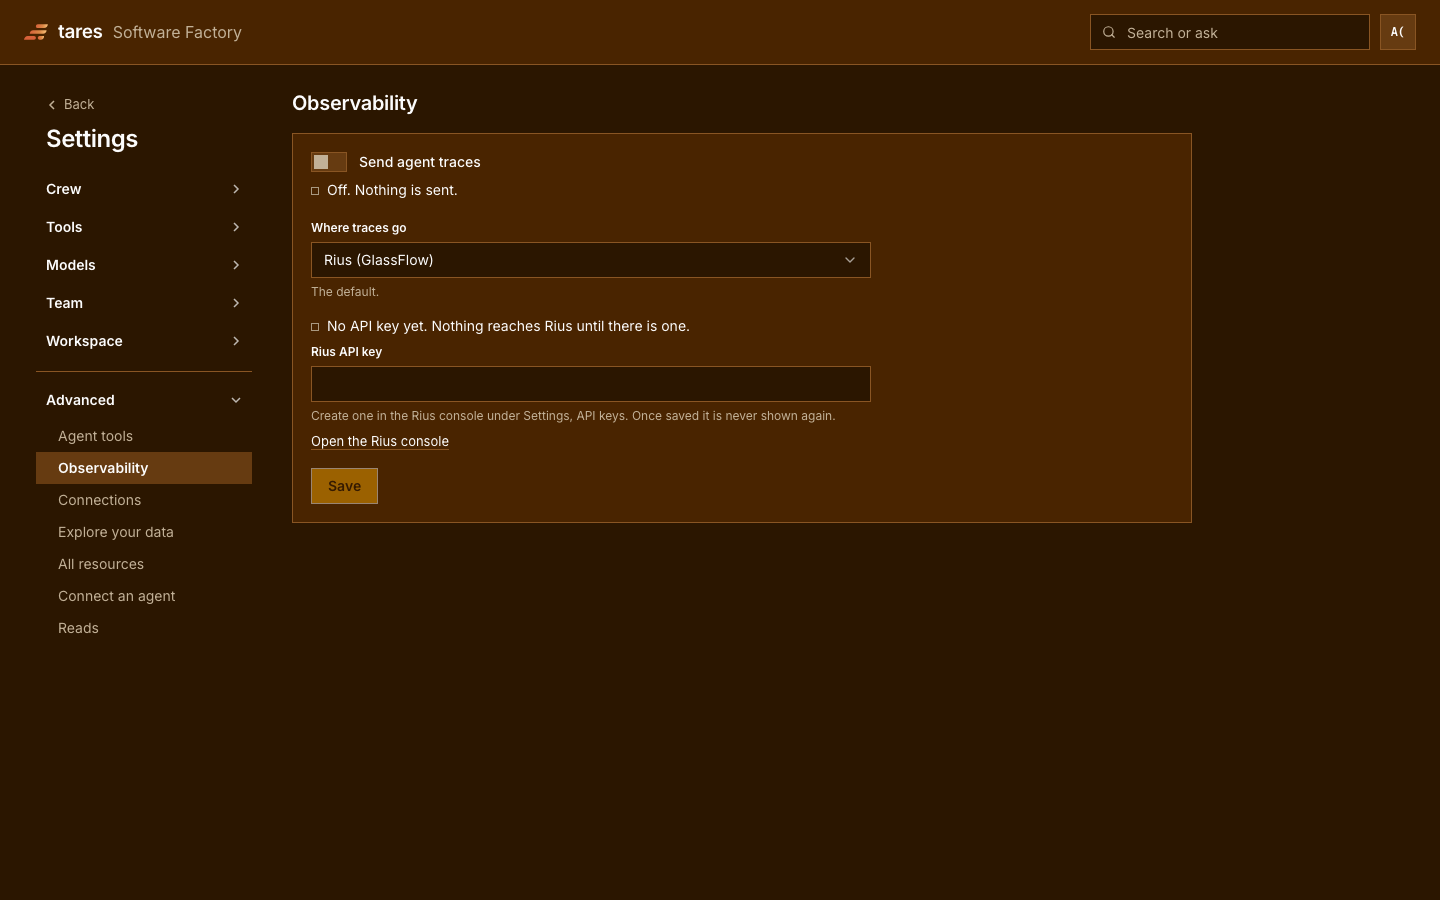 tares Software Factory
Search or ask
A(
Back
Settings
Crew
Tools
Models
Team
Workspace
Advanced
Agent tools
Observability
Connections
Explore your data
All resources
Connect an agent
Reads
Observability
Send agent traces
Off. Nothing is sent.
Where traces go
Rius (GlassFlow)
The default.
No API key yet. Nothing reaches Rius until there is one.
Rius API key
Create one in the Rius console under Settings, API keys. Once saved it is never shown again.
Open the Rius console
Save